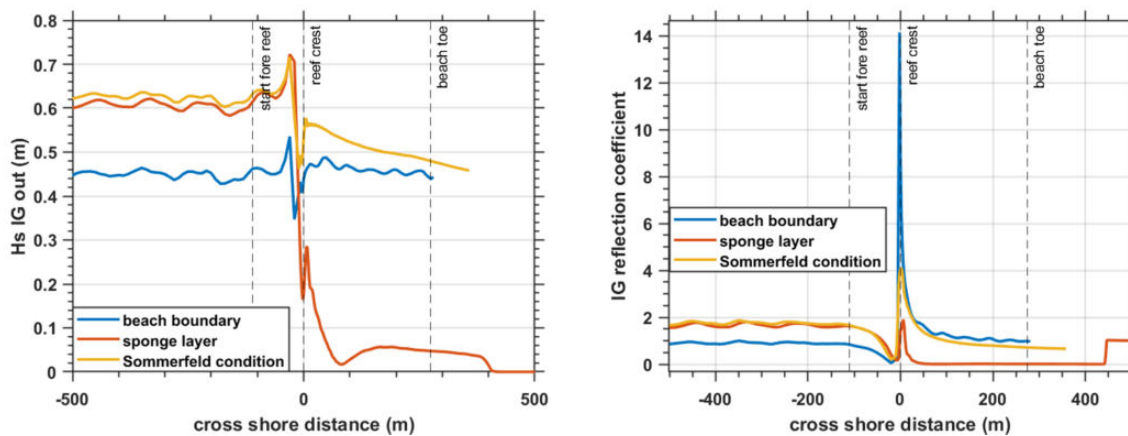 0.8
0.7
0.6
0.5
0.4
0.3
0.2
0.1
0
Hs IG out (m)
start fore reef
reef crest
beach toe
beach boundary
sponge layer
Sommerfeld condition
-500
0
500
cross shore distance (m)
14
12
10
8
6
4
2
0
IG reflection coefficient
start fore reef
reef crest
beach toe
beach boundary
sponge layer
Sommerfeld condition
-400
-200
0
200
400
cross shore distance (m)